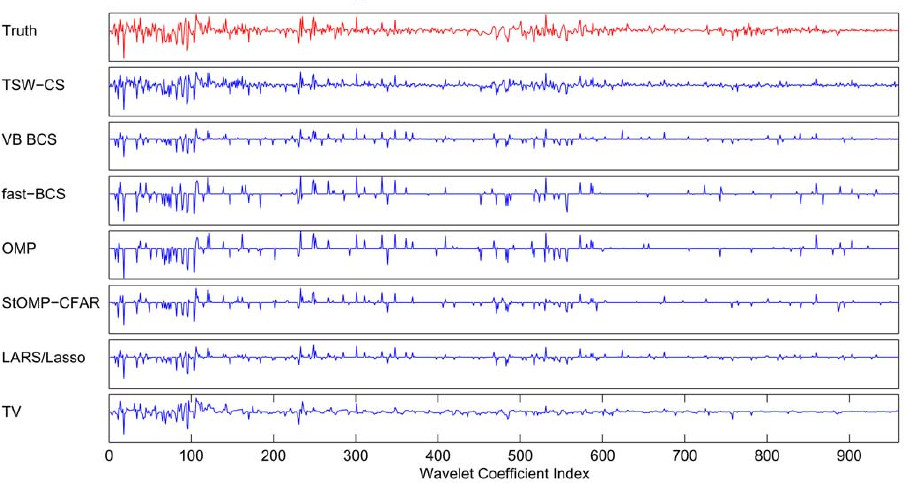 Truth
TSW−CS
VB BCS
fast−BCS
OMP
StOMP−CFAR
LARS/Lasso
TV
0 100 200 300 400 500 600 700 800 900
Wavelet Coefficient Index